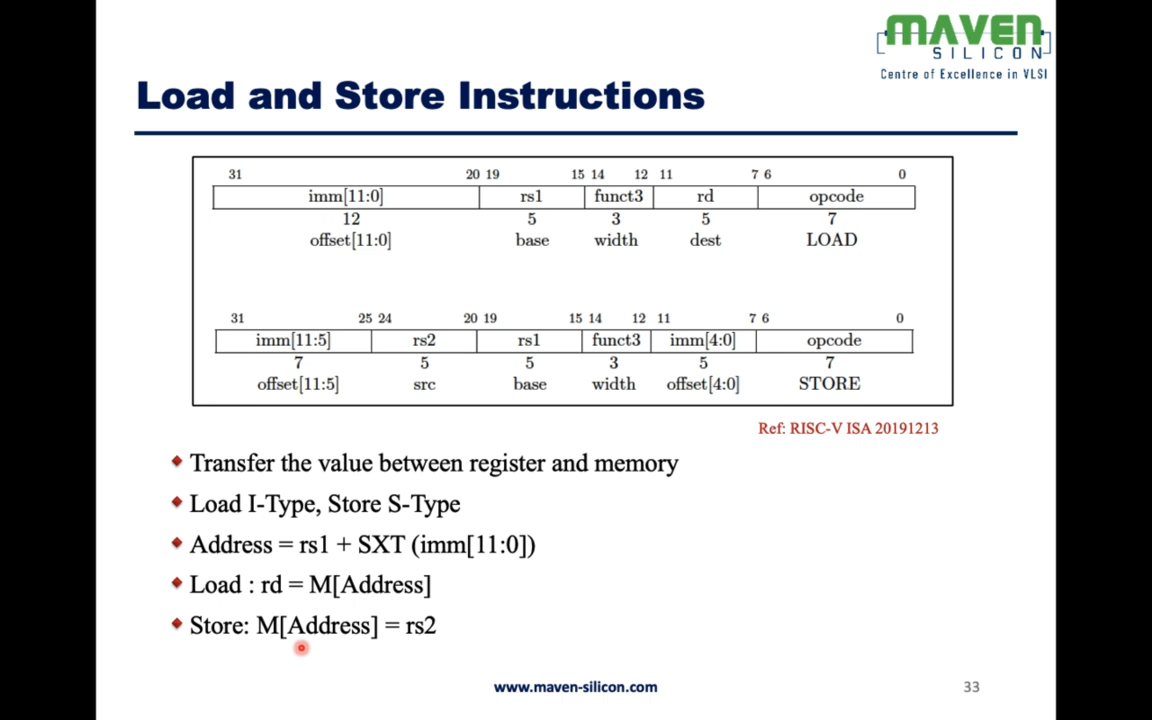 MAVEN
SILICON
Centre of Excellence in VLSI
Load and Store Instructions
31 20 19 15 14 12 11 7 6 0
imm[11:0] rs1 funct3 rd opcode
12 5 3 5 7
offset[11:0] base width dest LOAD
31 25 24 20 19 15 14 12 11 7 6 0
imm[11:5] rs2 rs1 funct3 imm[4:0] opcode
7 5 5 3 5 7
offset[11:5] src base width offset[4:0] STORE
Ref: RISC-V ISA 20191213
Transfer the value between register and memory
Load I-Type, Store S-Type
Address = rs1 + SXT (imm[11:0])
Load : rd = M[Address]
Store: M[Address] = rs2
www.maven-silicon.com 33